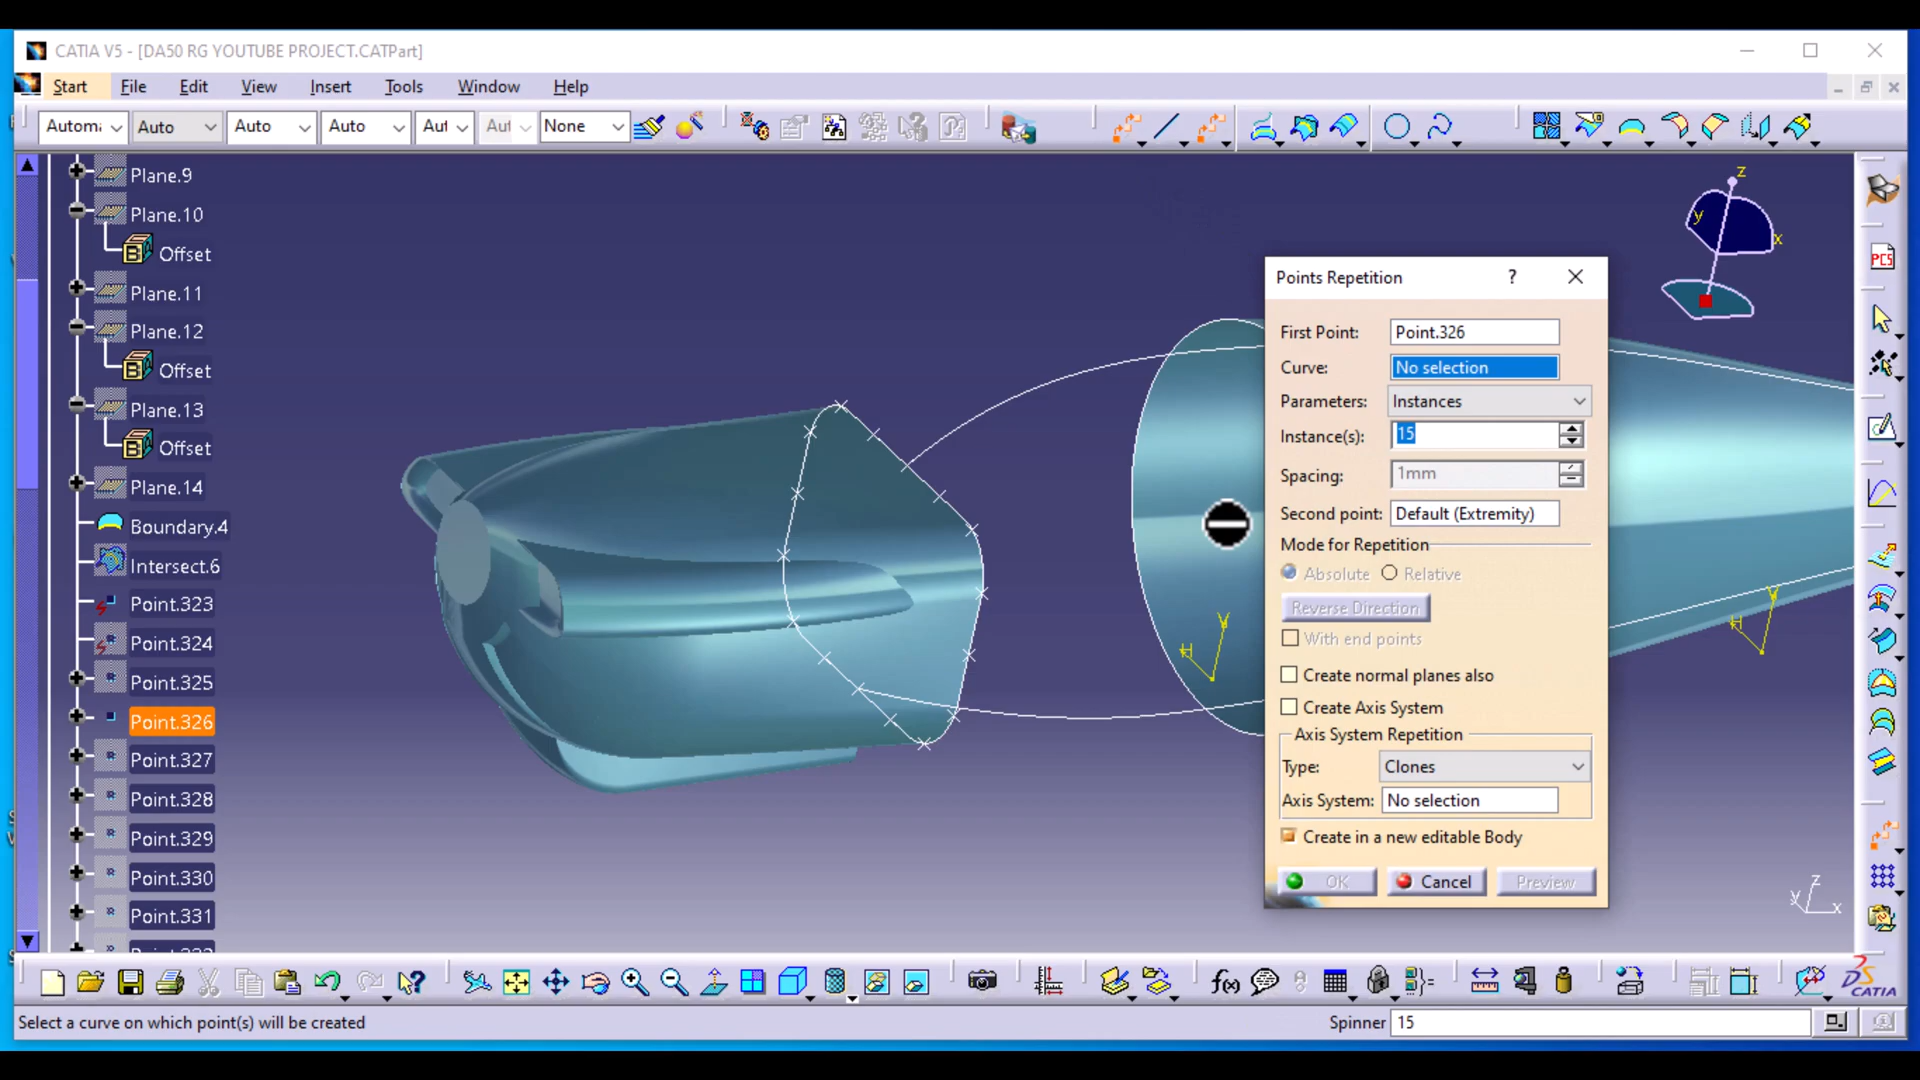 CATIA V5 - [DA50 RG YOUTUBE PROJECT.CATPart]
Start File Edit View Insert Tools Window Help
Automa Auto Auto Auto Aut Aut None
Plane.9
Plane.10
Offset
Plane.11
Plane.12
Offset
Plane.13
Offset
Plane.14
Boundary.4
Intersect.6
Point.323
Point.324
Point.325
Point.326
Point.327
Point.328
Point.329
Point.330
Point.331
z
y
x
PCS
Points Repetition ?
First Point: Point.326
Curve: No selection
Parameters: Instances
Instance(s): 15
Spacing: 1mm
Second point: Default (Extremity)
Mode for Repetition
Absolute Relative
Reverse Direction
With end points
Create normal planes also
Create Axis System
Axis System Repetition
Type: Clones
Axis System: No selection
Create in a new editable Body
OK Cancel Preview
V
H
V
H
z
y
x
f(x)
CATIA
Select a curve on which point(s) will be created
Spinner 15